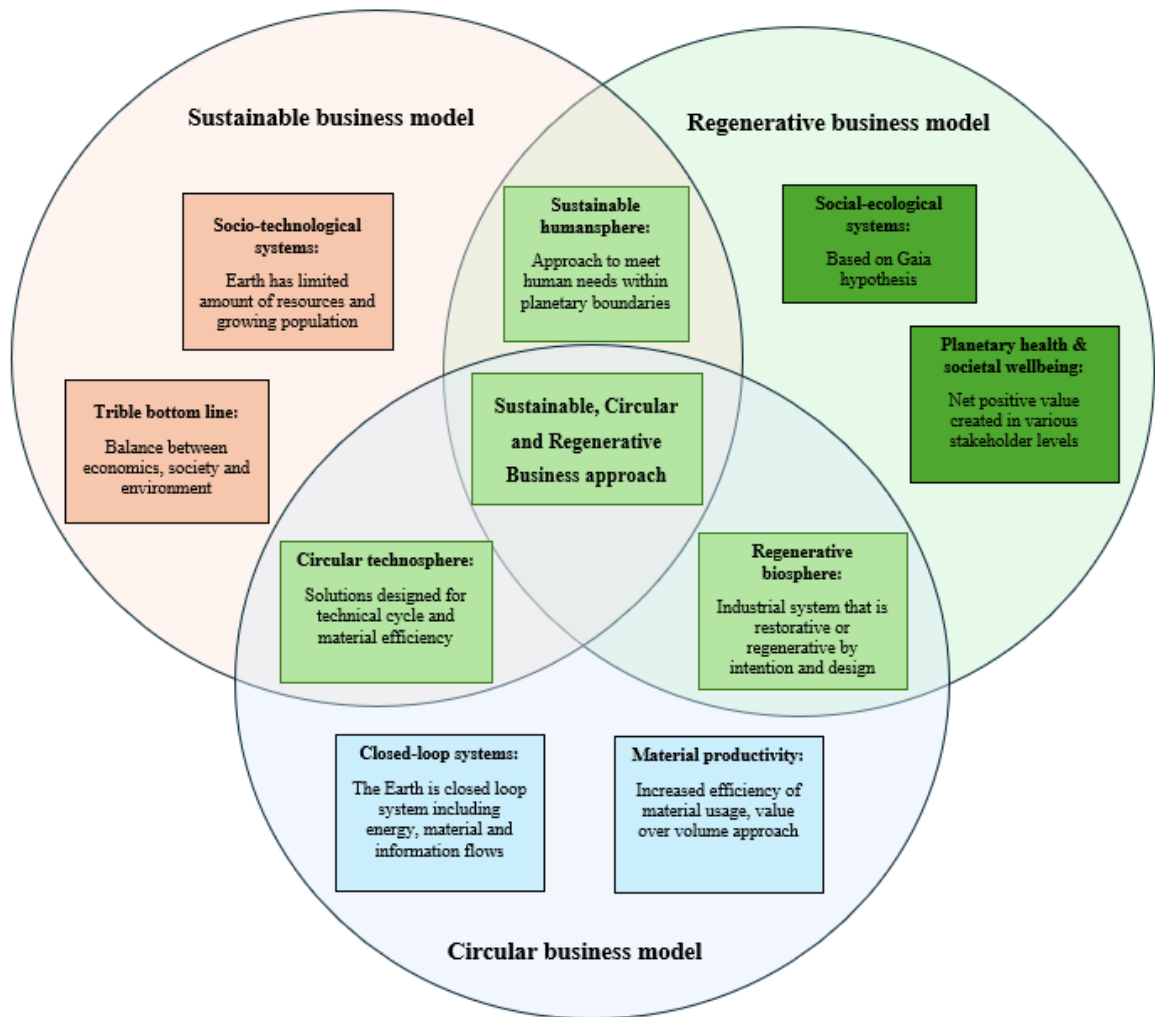 Sustainable business model
Regenerative business model
Socio-technological
systems:
Earth has limited
amount of resources and
growing population
Sustainable
humansphere:
Approach to meet
human needs within
planetary boundaries
Social-ecological
systems:
Based on Gaia
hypothesis
Trible bottom line:
Balance between
economics, society and
environment
Sustainable, Circular
and Regenerative
Business approach
Planetary health &
societal wellbeing:
Net positive value
created in various
stakeholder levels
Circular technosphere:
Solutions designed for
technical cycle and
material efficiency
Regenerative
biosphere:
Industrial system that is
restorative or
regenerative by
intention and design
Closed-loop systems:
The Earth is closed loop
system including
energy, material and
information flows
Material productivity:
Increased efficiency of
material usage, value
over volume approach
Circular business model